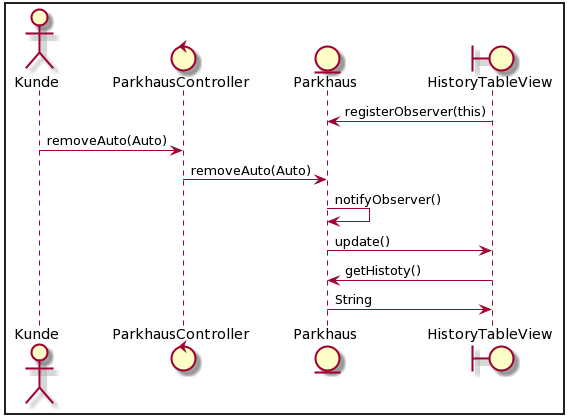 Kunde ParkhausController Parkhaus HistoryTableView
registerObserver(this)
removeAuto(Auto)
removeAuto(Auto)
notifyObserver()
update()
getHistoty()
String
Kunde ParkhausController Parkhaus HistoryTableView